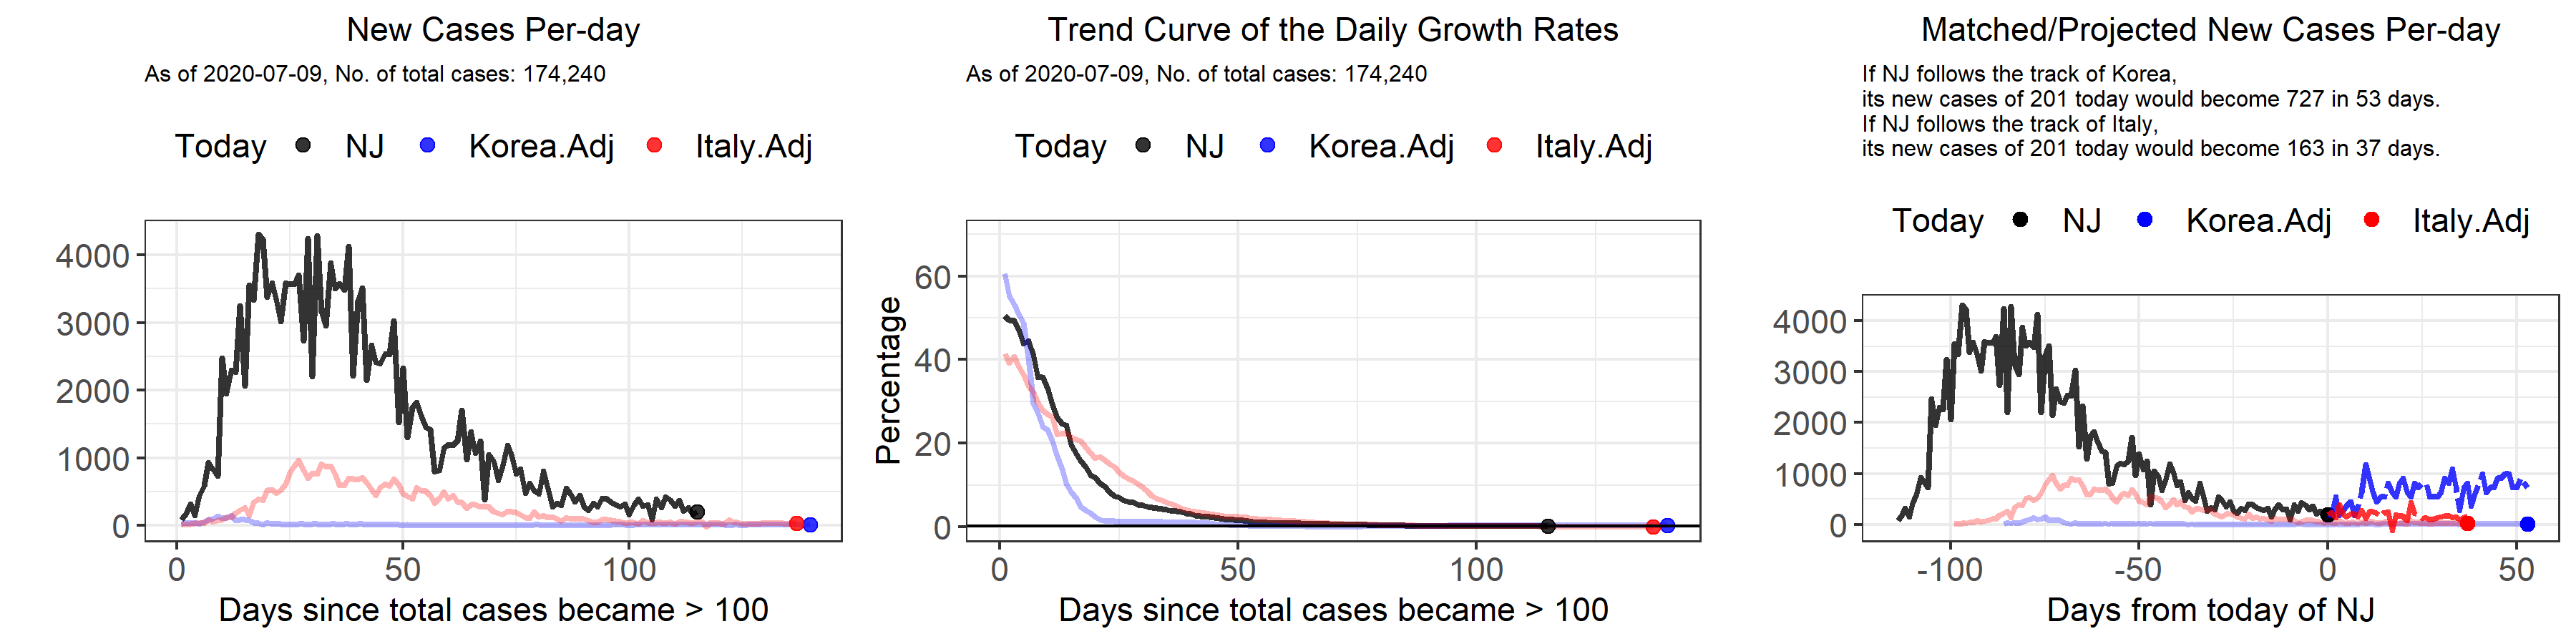 New Cases Per-day
As of 2020-07-09, No. of total cases: 174,240
Today NJ Korea.Adj Italy.Adj
4000
3000
2000
1000
0
0 50 100
Days since total cases became > 100
Trend Curve of the Daily Growth Rates
As of 2020-07-09, No. of total cases: 174,240
Today NJ Korea.Adj Italy.Adj
Percentage
60
40
20
0
0 50 100
Days since total cases became > 100
Matched/Projected New Cases Per-day
If NJ follows the track of Korea,
its new cases of 201 today would become 727 in 53 days.
If NJ follows the track of Italy,
its new cases of 201 today would become 163 in 37 days.
Today NJ Korea.Adj Italy.Adj
4000
3000
2000
1000
0
-100 -50 0 50
Days from today of NJ